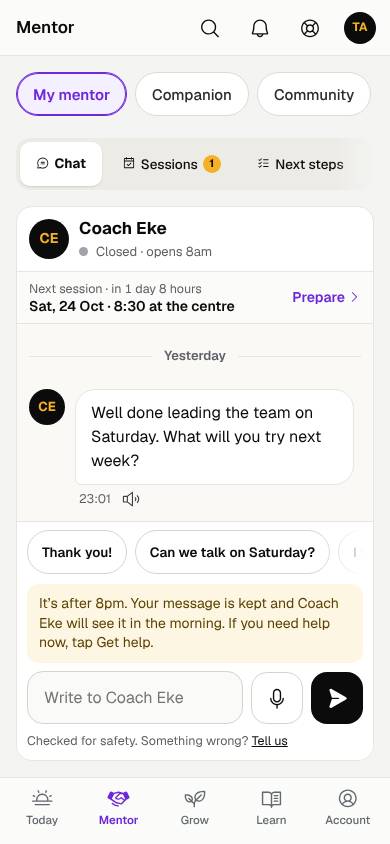 Mentor
TA
My mentor
Companion
Community
Chat
Sessions 1
Next steps
CE
Coach Eke
Closed · opens 8am
Next session · in 1 day 8 hours
Sat, 24 Oct · 8:30 at the centre
Prepare
Yesterday
CE
Well done leading the team on
Saturday. What will you try next
week?
23:01
Thank you!
Can we talk on Saturday?
It’s after 8pm. Your message is kept and Coach
Eke will see it in the morning. If you need help
now, tap Get help.
Write to Coach Eke
Checked for safety. Something wrong? Tell us
Today
Mentor
Grow
Learn
Account